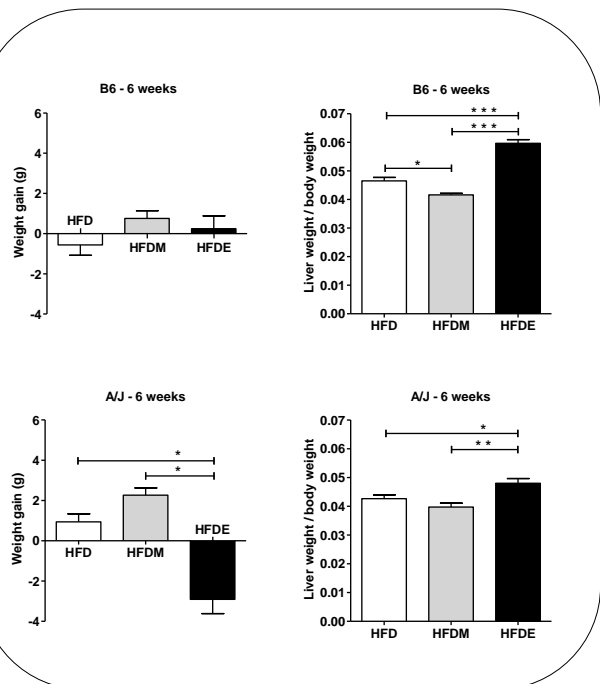 B6 - 6 weeks
6
4
2
0
-2
-4
Weight gain (g)
HFD
HFDM
HFDE
B6 - 6 weeks
0.07
0.06
0.05
0.04
0.03
0.02
0.01
0.00
Liver weight / body weight
* * *
* * *
*
HFD
HFDM
HFDE
A/J - 6 weeks
6
4
2
0
-2
-4
Weight gain (g)
*
*
HFDE
HFD
HFDM
A/J - 6 weeks
0.07
0.06
0.05
0.04
0.03
0.02
0.01
0.00
Liver weight / body weight
*
* *
HFD
HFDM
HFDE